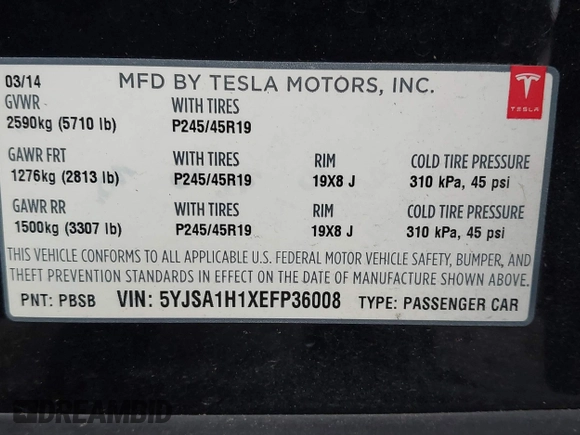 03/14 MFD BY TESLA MOTORS, INC.
TESLA
GVWR WITH TIRES
2590kg (5710 lb) P245/45R19
GAWR FRT WITH TIRES RIM COLD TIRE PRESSURE
1276kg (2813 lb) P245/45R19 19X8 J 310 kPa, 45 psi
GAWR RR WITH TIRES RIM COLD TIRE PRESSURE
1500kg (3307 lb) P245/45R19 19X8 J 310 kPa, 45 psi
THIS VEHICLE CONFORMS TO ALL APPLICABLE U.S. FEDERAL MOTOR VEHICLE SAFETY, BUMPER, AND
THEFT PREVENTION STANDARDS IN EFFECT ON THE DATE OF MANUFACTURE SHOWN ABOVE.
PNT: PBSB VIN: 5YJSA1H1XEFP36008 TYPE: PASSENGER CAR
DREAMBID